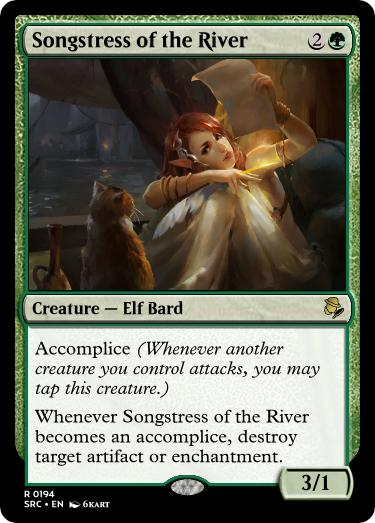 Songstress of the River 2
Creature — Elf Bard
Accomplice (Whenever another
creature you control attacks, you may
tap this creature.)
Whenever Songstress of the River
becomes an accomplice, destroy
target artifact or enchantment.
3/1
R 0194
SRC • EN 6KART